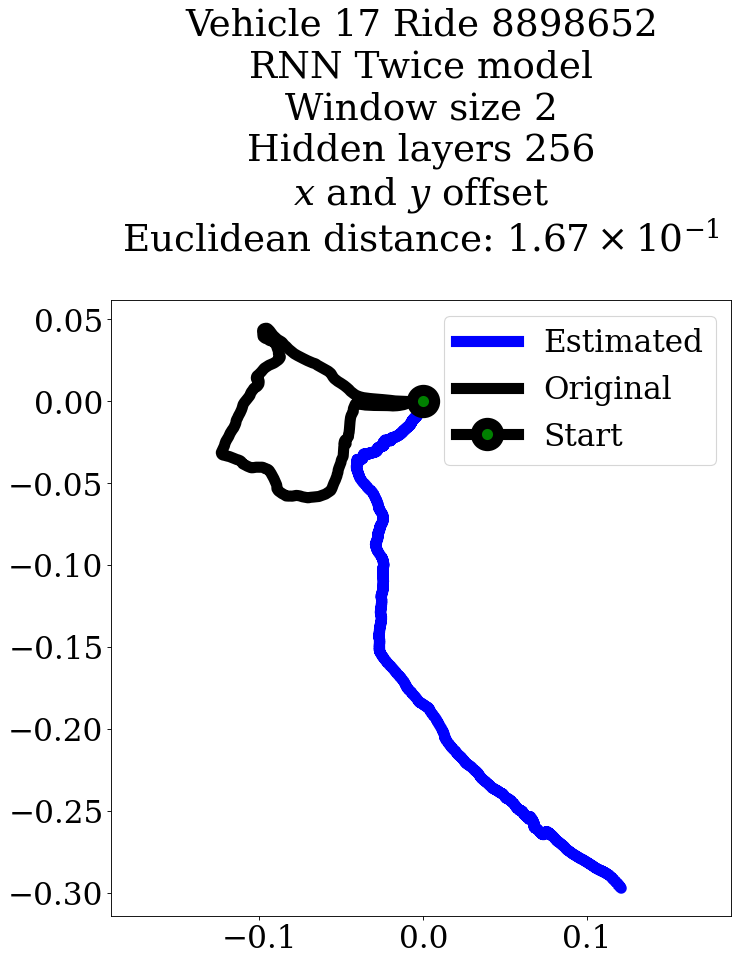 Vehicle 17 Ride 8898652
RNN Twice model
Window size 2
Hidden layers 256
x and y offset
Euclidean distance: 1.67 × 10⁻¹
Estimated
Original
Start
0.05
0.00
−0.05
−0.10
−0.15
−0.20
−0.25
−0.30
−0.1
0.0
0.1